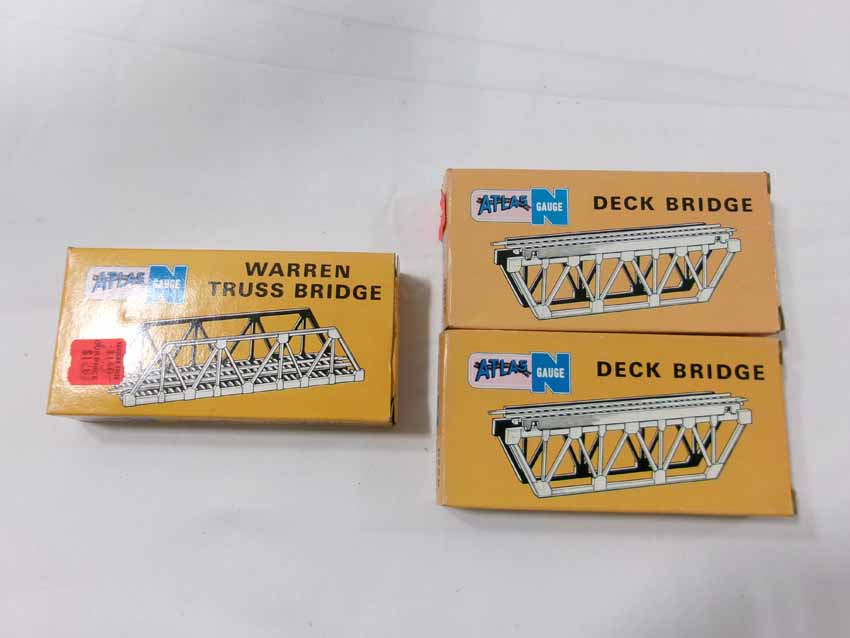 ATLAS N GAUGE
WARREN
TRUSS BRIDGE
ATLAS N GAUGE
DECK BRIDGE
ATLAS N GAUGE
DECK BRIDGE